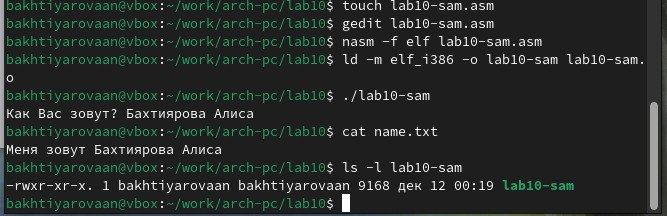 bakhtiyarovaan@vbox:~/work/arch-pc/lab10$ touch lab10-sam.asm
bakhtiyarovaan@vbox:~/work/arch-pc/lab10$ gedit lab10-sam.asm
bakhtiyarovaan@vbox:~/work/arch-pc/lab10$ nasm -f elf lab10-sam.asm
bakhtiyarovaan@vbox:~/work/arch-pc/lab10$ ld -m elf_i386 -o lab10-sam lab10-sam.
o
bakhtiyarovaan@vbox:~/work/arch-pc/lab10$ ./lab10-sam
Как Вас зовут? Бахтиярова Алиса
bakhtiyarovaan@vbox:~/work/arch-pc/lab10$ cat name.txt
Меня зовут Бахтиярова Алиса
bakhtiyarovaan@vbox:~/work/arch-pc/lab10$ ls -l lab10-sam
-rwxr-xr-x. 1 bakhtiyarovaan bakhtiyarovaan 9168 дек 12 00:19 lab10-sam
bakhtiyarovaan@vbox:~/work/arch-pc/lab10$